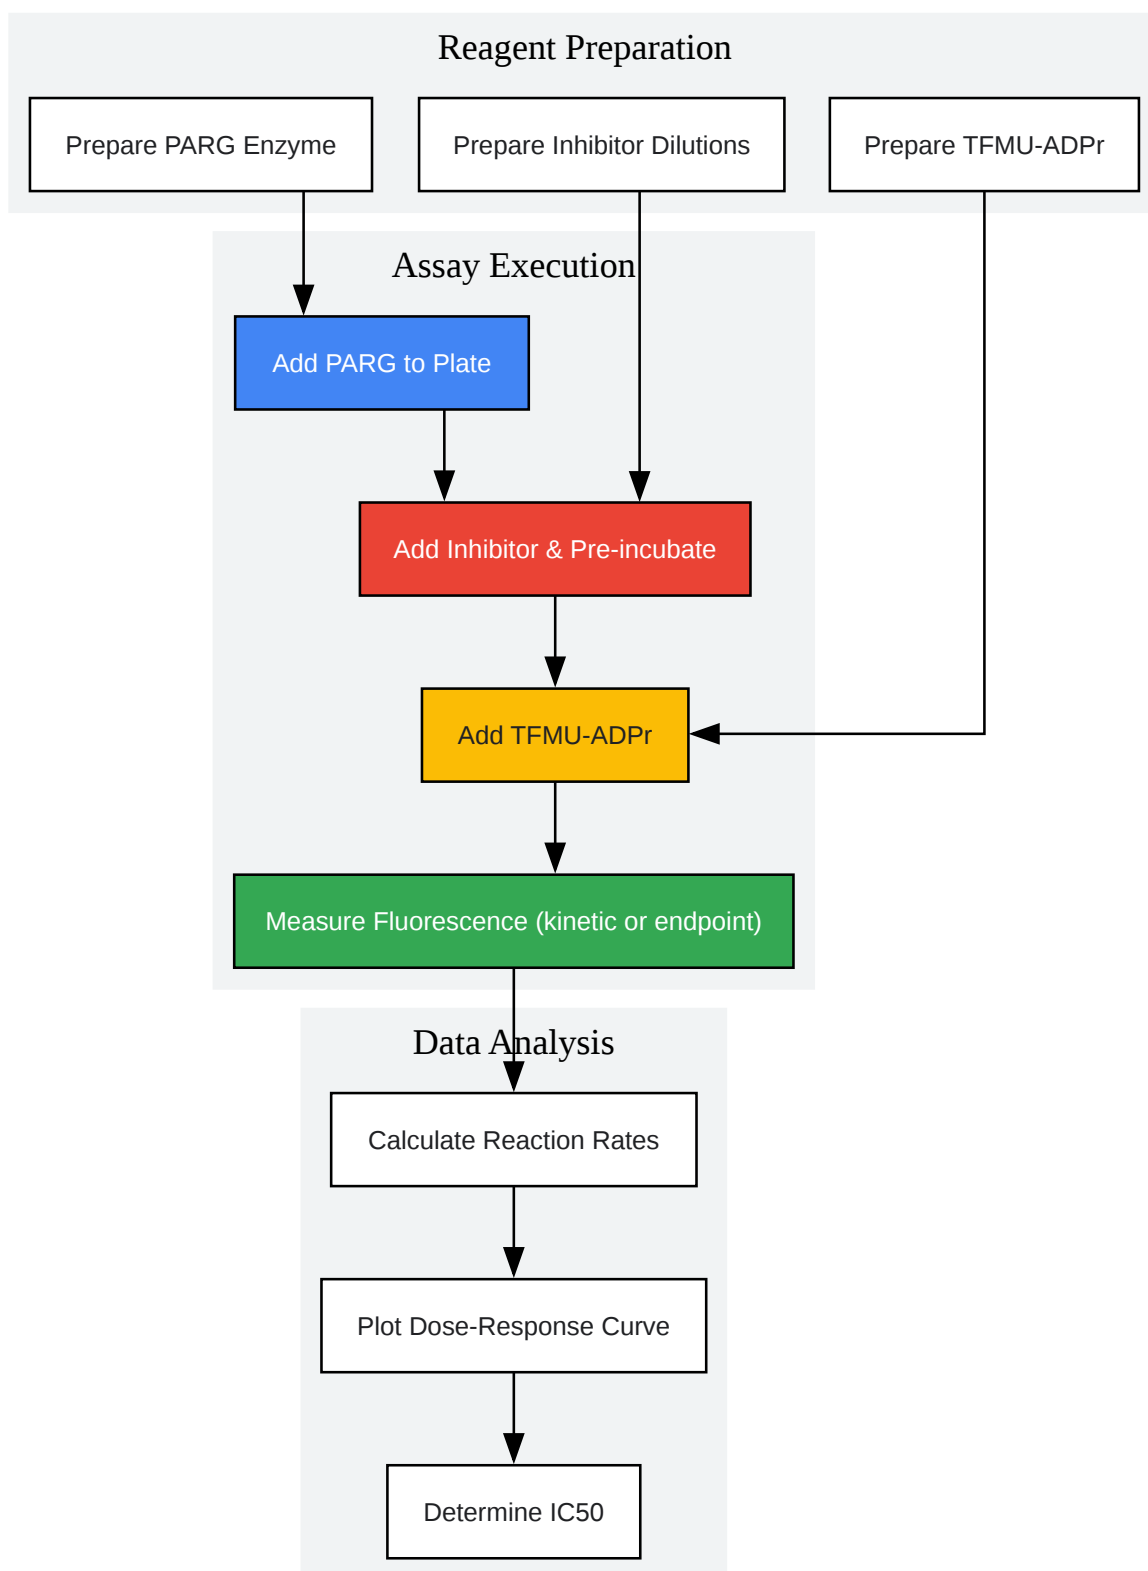 Reagent Preparation
Prepare PARG Enzyme
Prepare Inhibitor Dilutions
Prepare TFMU-ADPr
Assay Execution
Add PARG to Plate
Add Inhibitor & Pre-incubate
Add TFMU-ADPr
Measure Fluorescence (kinetic or endpoint)
Data Analysis
Calculate Reaction Rates
Plot Dose-Response Curve
Determine IC50